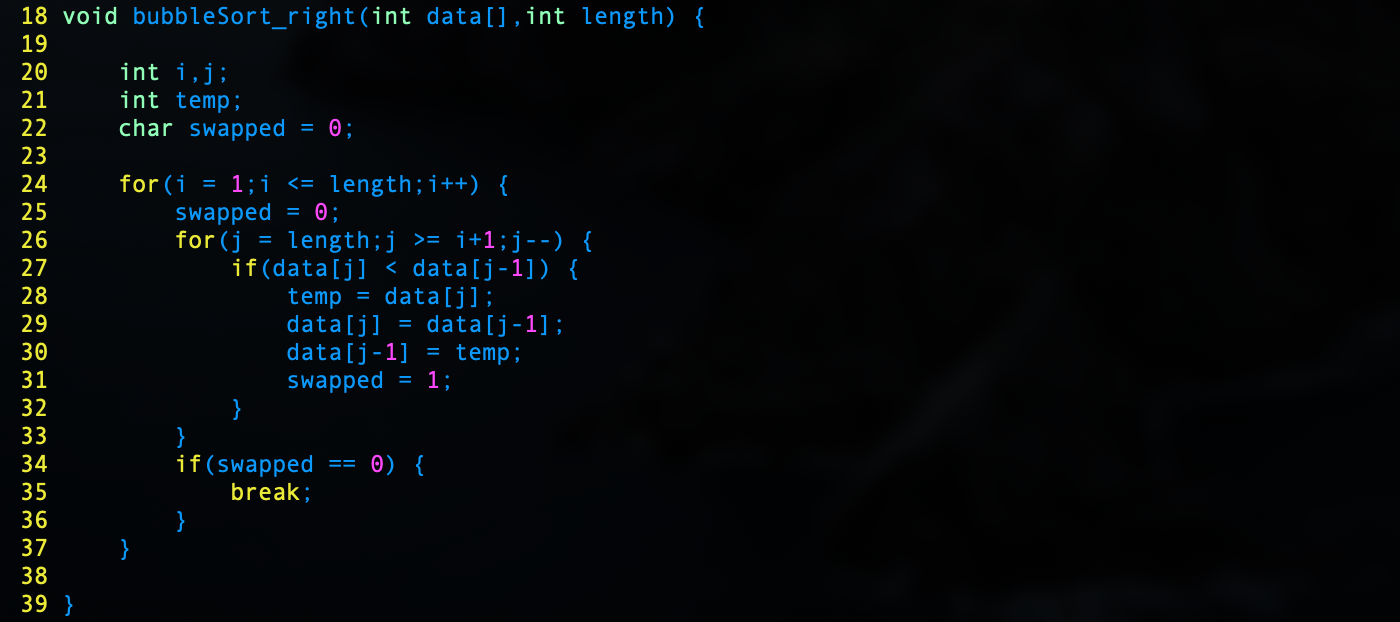 18 void bubbleSort_right(int data[],int length) {
19
20     int i,j;
21     int temp;
22     char swapped = 0;
23
24     for(i = 1;i <= length;i++) {
25         swapped = 0;
26         for(j = length;j >= i+1;j--) {
27             if(data[j] < data[j-1]) {
28                 temp = data[j];
29                 data[j] = data[j-1];
30                 data[j-1] = temp;
31                 swapped = 1;
32             }
33         }
34         if(swapped == 0) {
35             break;
36         }
37     }
38
39 }